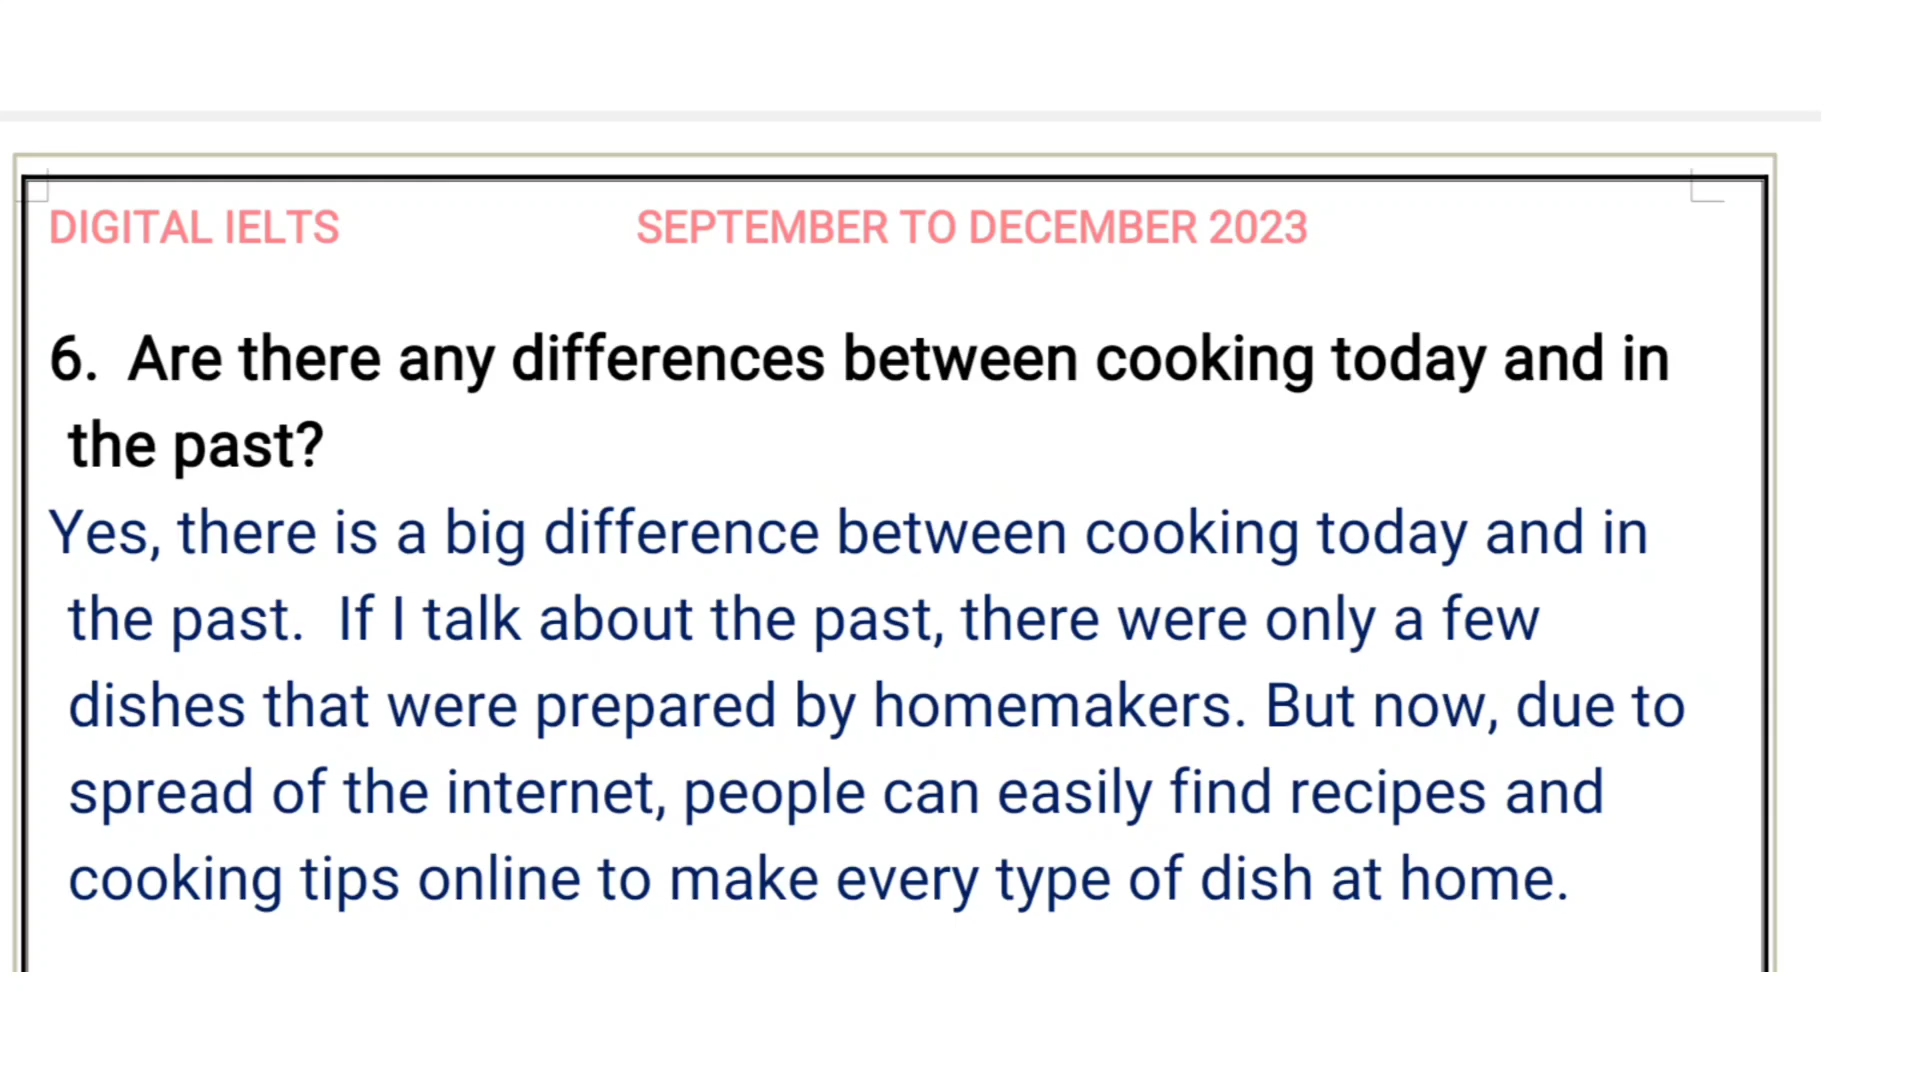 DIGITAL IELTS SEPTEMBER TO DECEMBER 2023
6. Are there any differences between cooking today and in
the past?
Yes, there is a big difference between cooking today and in
the past. If I talk about the past, there were only a few
dishes that were prepared by homemakers. But now, due to
spread of the internet, people can easily find recipes and
cooking tips online to make every type of dish at home.